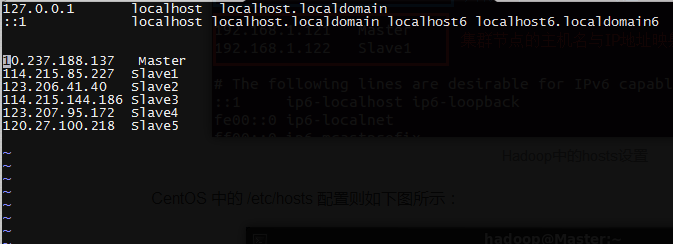 127.0.0.1 localhost localhost.localdomain
::1 localhost localhost.localdomain localhost6 localhost6.localdomain6
Master
192.168.1.122 Slave1
10.237.188.137 Master
114.215.85.227 Slave1
123.206.41.40 Slave2
114.215.144.186 Slave3
123.207.95.172 Slave4
120.27.100.218 Slave5
# The following lines are desirable for IPv6 capabl
::1 ip6-localhost ip6-loopback
fe00::0 ip6-localnet
Hadoop中的hosts设置
CentOS 中的 /etc/hosts 配置则如下图所示：
hadoop@Master:~
~
~
~
~
~
~
~